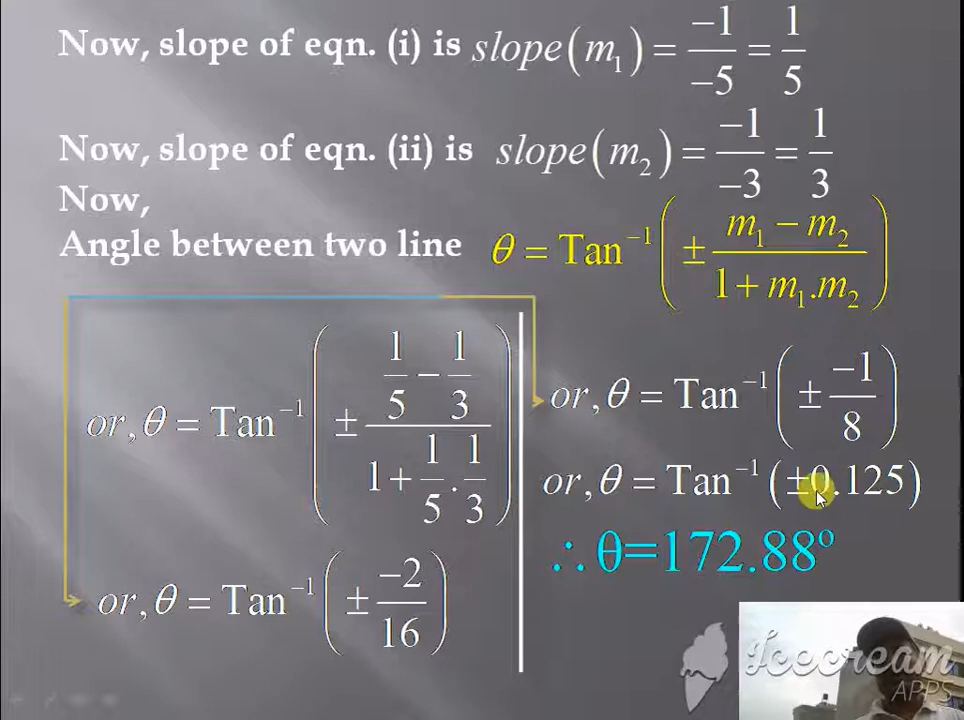 Now, slope of eqn. (i) is slope(m₁) = −1/−5 = 1/5
Now, slope of eqn. (ii) is slope(m₂) = −1/−3 = 1/3
Now,
Angle between two line θ = Tan⁻¹(± (m₁ − m₂)/(1 + m₁.m₂))
or, θ = Tan⁻¹(± (1/5 − 1/3)/(1 + 1/5 . 1/3))
or, θ = Tan⁻¹(± −2/16)
or, θ = Tan⁻¹(± −1/8)
or, θ = Tan⁻¹(±0.125)
∴ θ=172.88º
Icecream
APPS